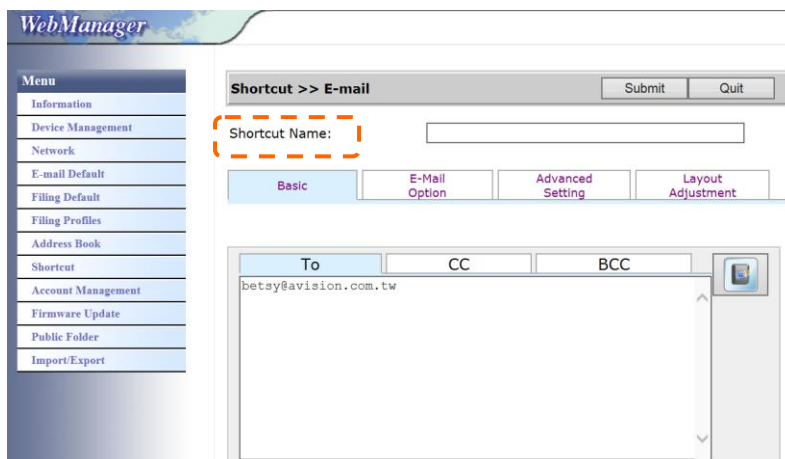 WebManager
Menu
Information
Device Management
Network
E-mail Default
Filing Default
Filing Profiles
Address Book
Shortcut
Account Management
Firmware Update
Public Folder
Import/Export
Shortcut >> E-mail
Submit
Quit
Shortcut Name:
Basic
E-Mail
Option
Advanced
Setting
Layout
Adjustment
To
CC
BCC
betsy@avision.com.tw